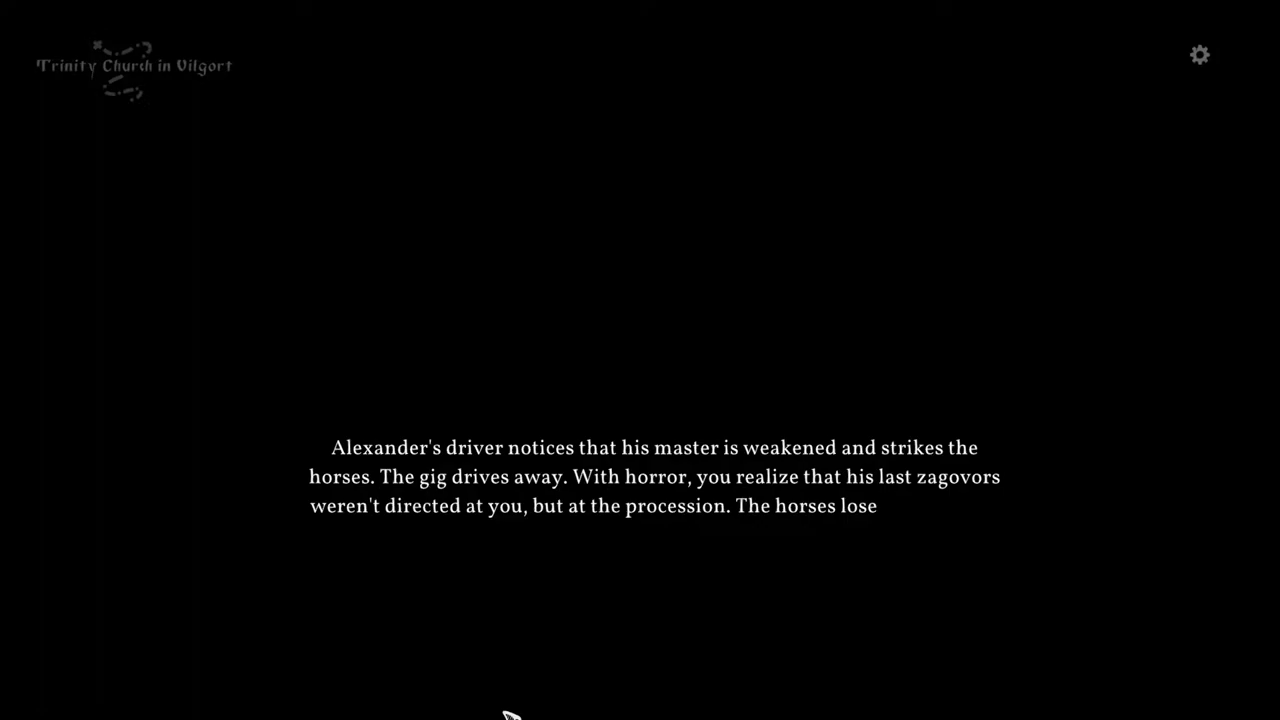 Trinity Church in Vilgort
Alexander's driver notices that his master is weakened and strikes the
horses. The gig drives away. With horror, you realize that his last zagovors
weren't directed at you, but at the procession. The horses lose